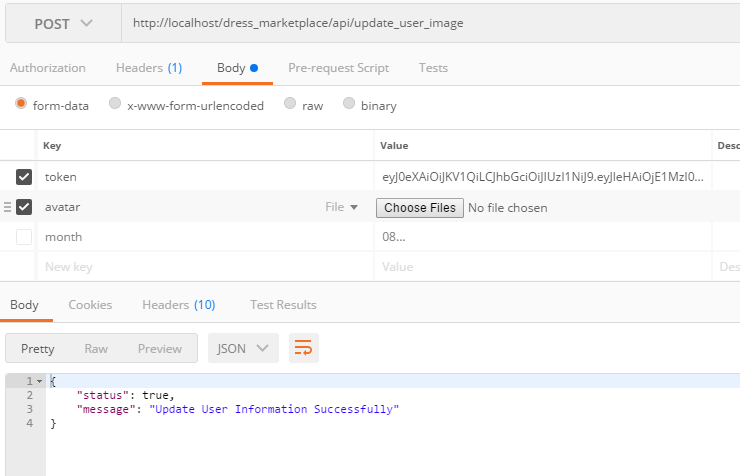 POST http://localhost/dress_marketplace/api/update_user_image
Authorization Headers (1) Body Pre-request Script Tests
form-data x-www-form-urlencoded raw binary
Key Value Desc
token eyJ0eXAiOiJKV1QiLCJhbGciOiJIUzI1NiJ9.eyJleHAiOjE1MzI0...
avatar File Choose Files No file chosen
month 08...
New key Value Des
Body Cookies Headers (10) Test Results
Pretty Raw Preview JSON
1 {
2 "status": true,
3 "message": "Update User Information Successfully"
4 }